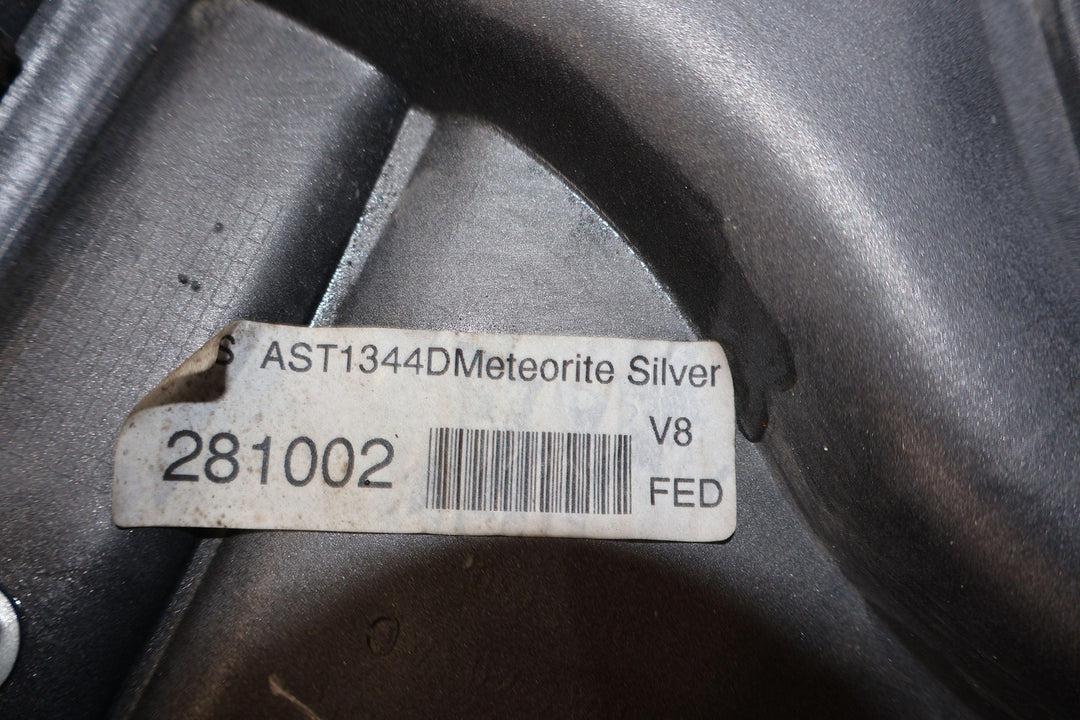 S AST1344DMeteorite Silver
281002
V8
FED